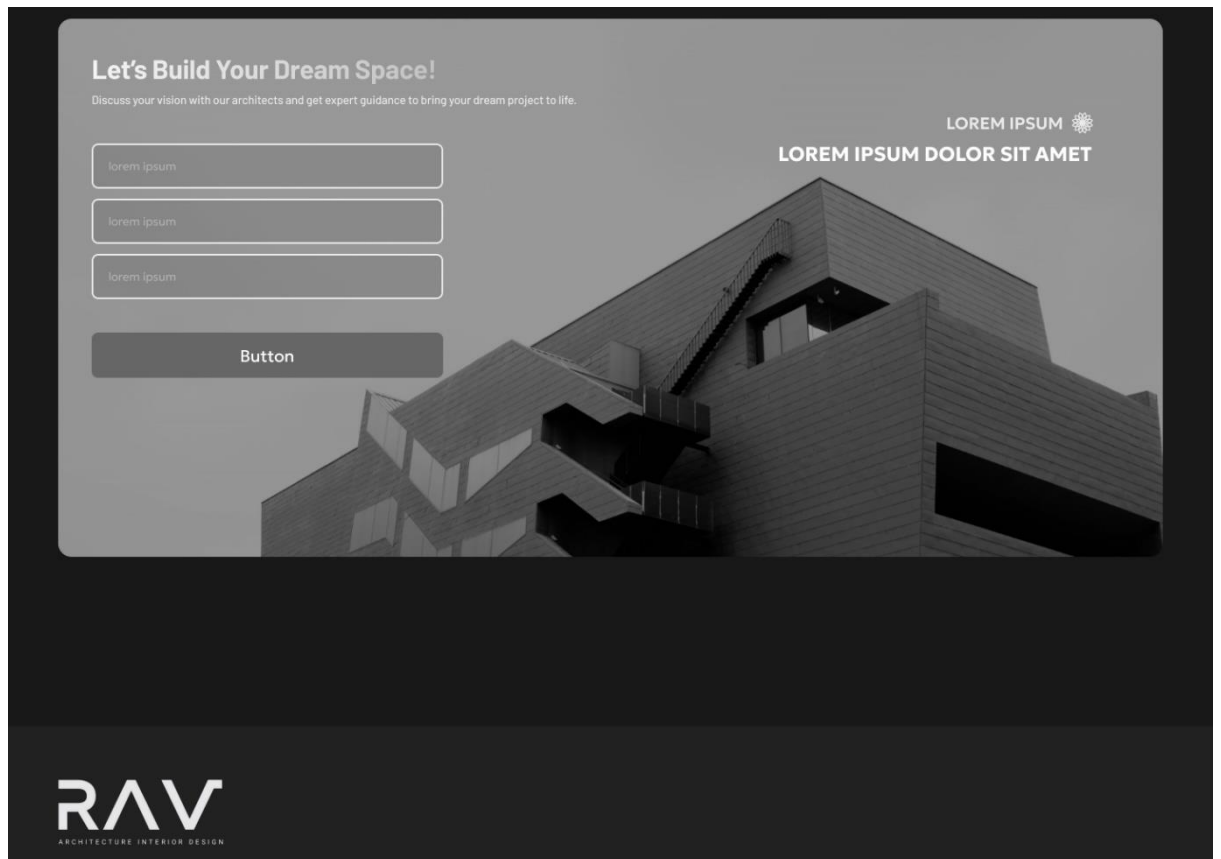 Let's Build Your Dream Space!
Discuss your vision with our architects and get expert guidance to bring your dream project to life.
LOREM IPSUM
LOREM IPSUM DOLOR SIT AMET
lorem ipsum
lorem ipsum
lorem ipsum
Button
RAV
ARCHITECTURE INTERIOR DESIGN